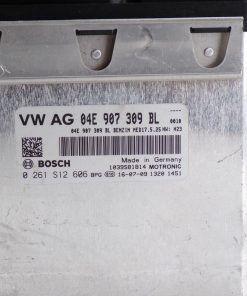 VW AG 04E 907 309 BL 0010
04E 907 309 BL BENZIN MED17.5.25 HW: H23
BOSCH
Made in Germany
1039S81814 MOTRONIC
0 261 S12 606 BPG 16-07-09 1320 1451